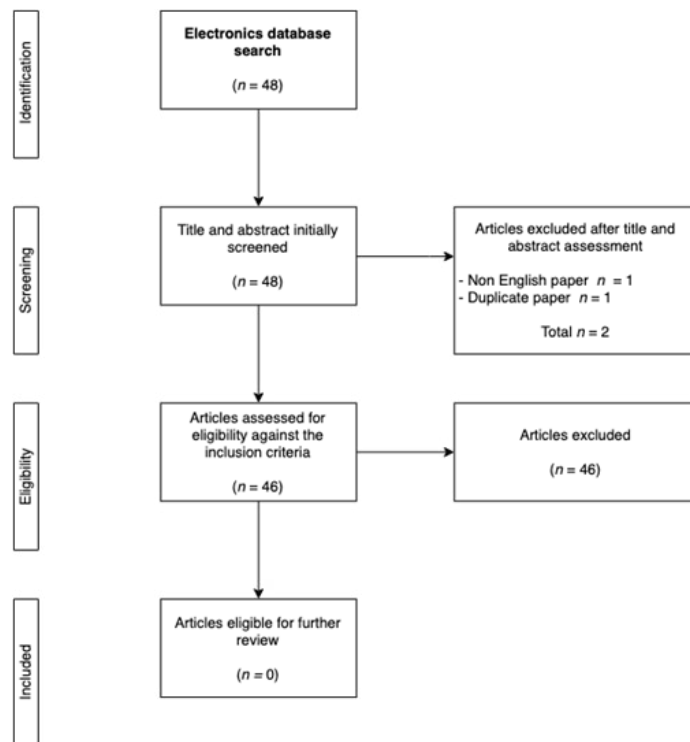 Identification
Electronics database
search
(n = 48)
Screening
Title and abstract initially
screened
(n = 48)
Articles excluded after title and
abstract assessment
- Non English paper n = 1
- Duplicate paper n = 1
Total n = 2
Eligibility
Articles assessed for
eligibility against the
inclusion criteria
(n = 46)
Articles excluded
(n = 46)
Included
Articles eligible for further
review
(n = 0)